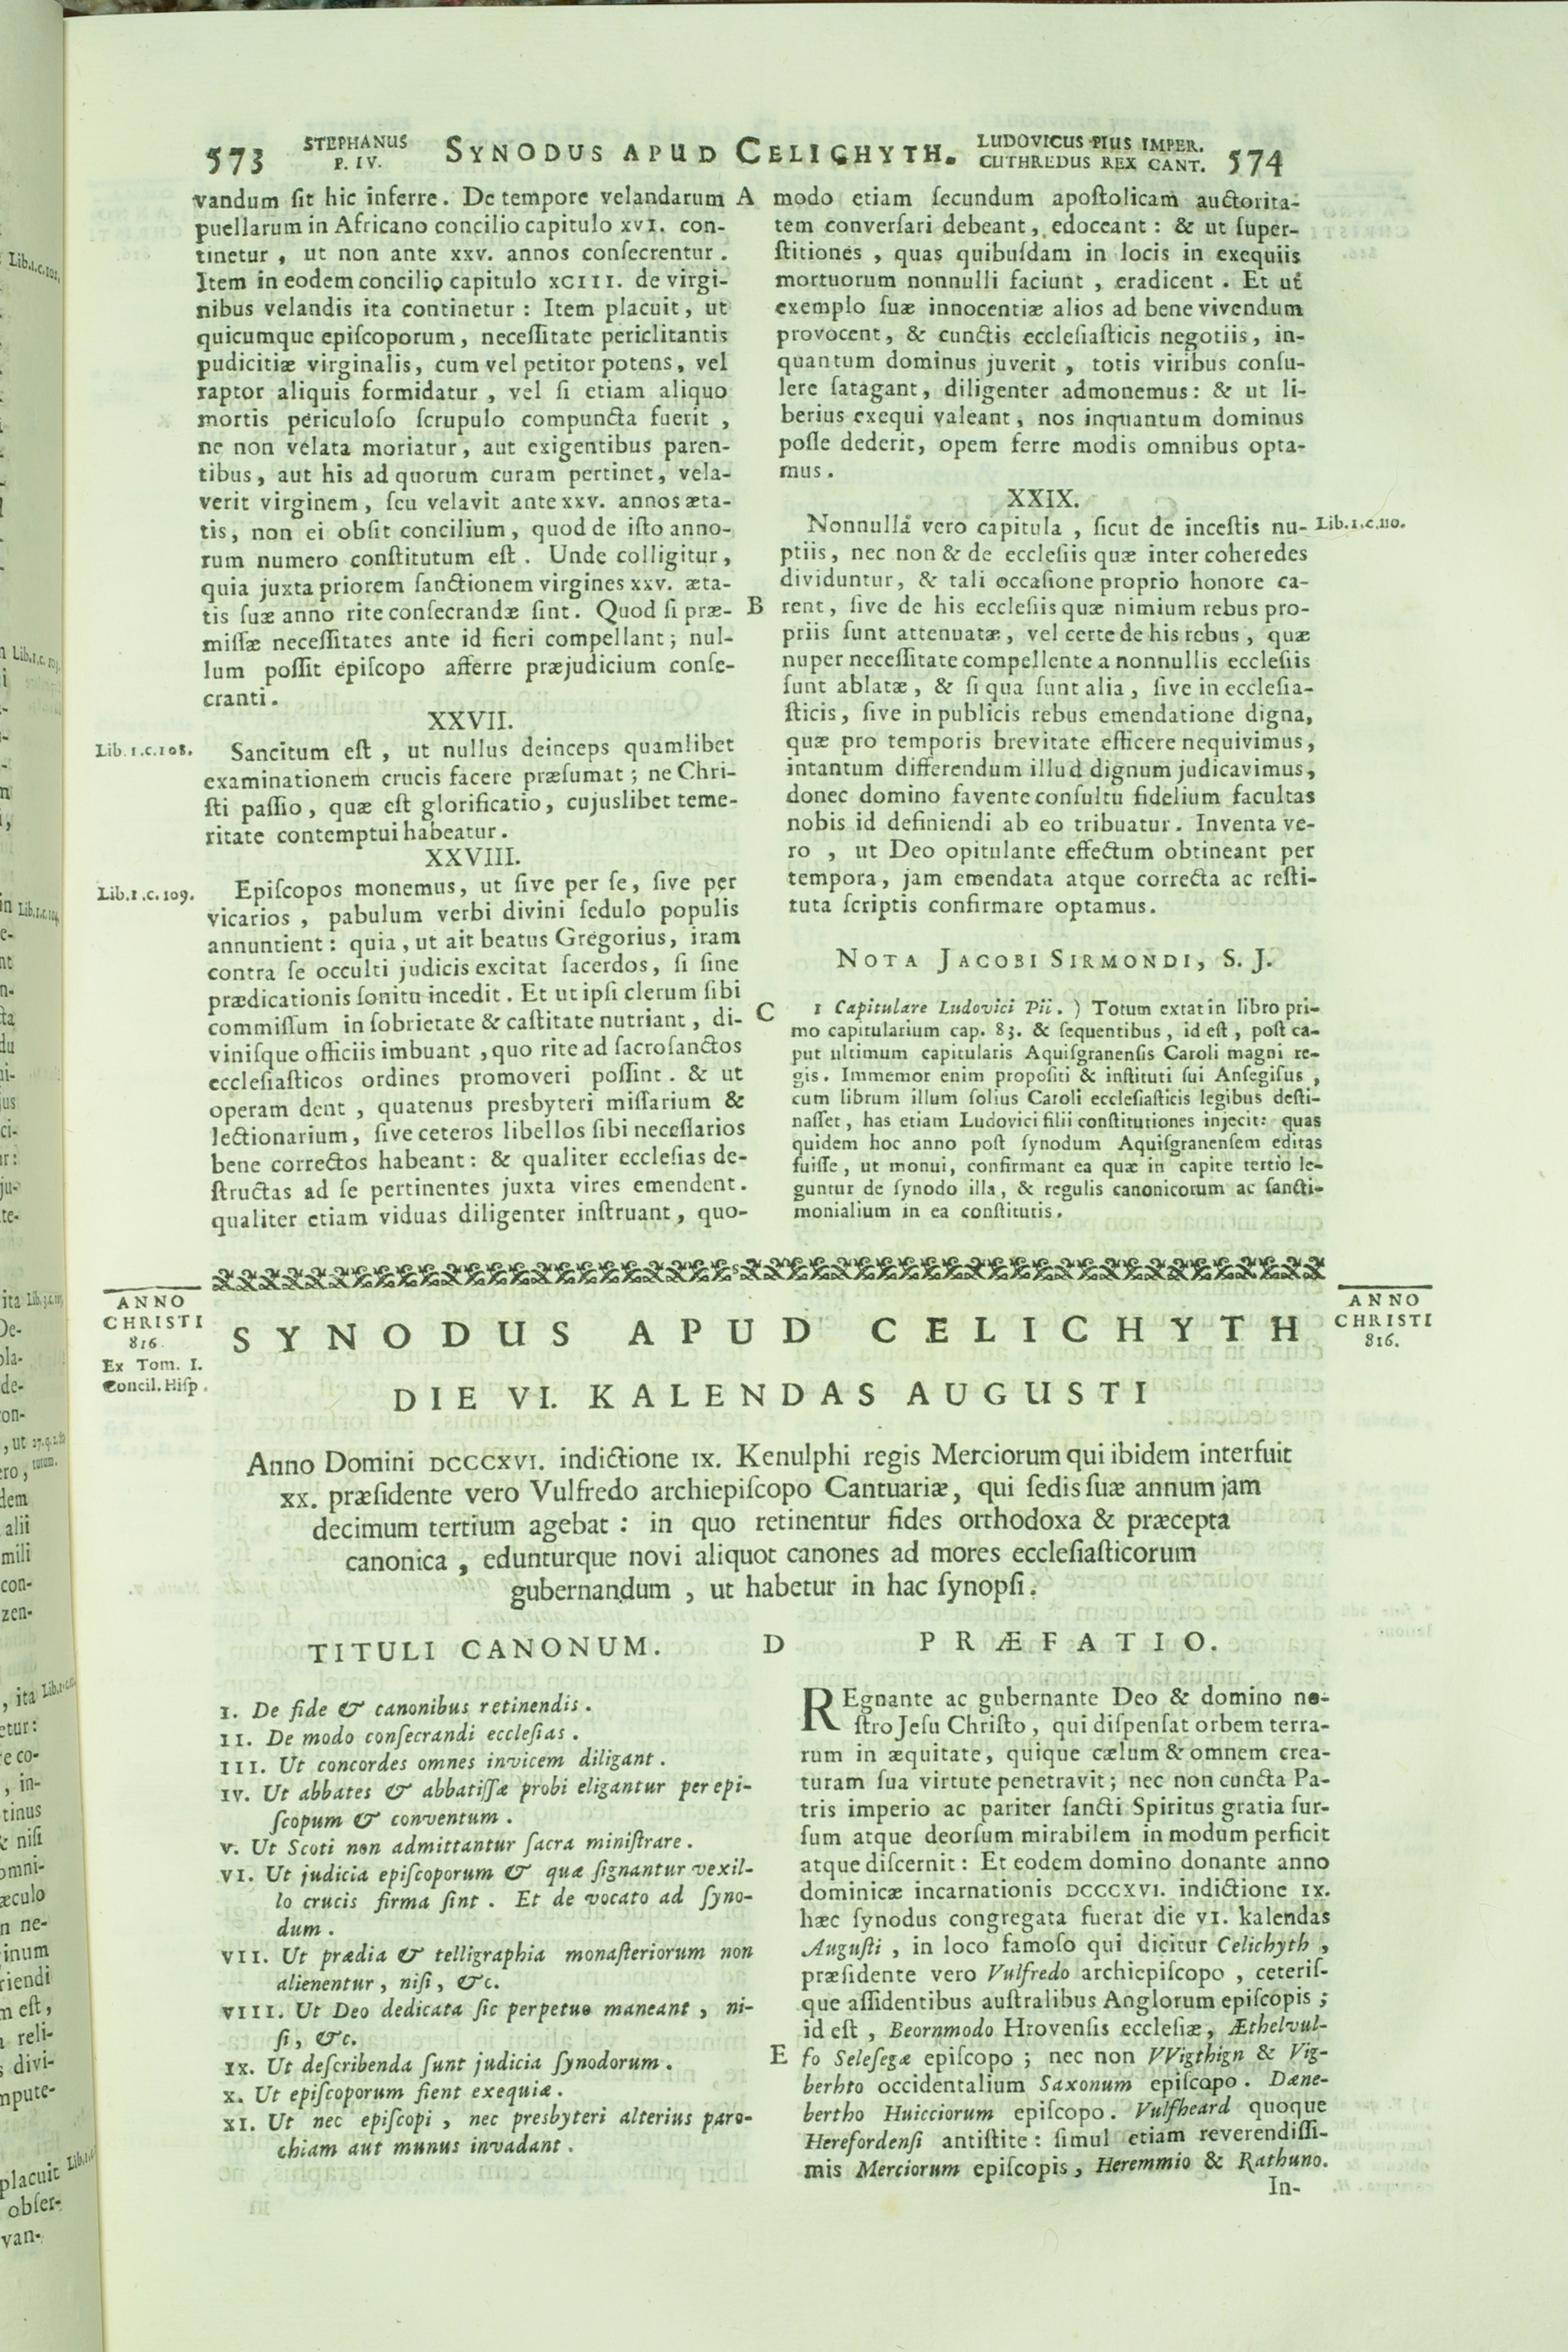 573
STEPHANUS
P. IV.
SYNODUS APUD CELICHYTH.
LUDOVICUS PIUS IMPER.
CUTHREDUS REX CANT.
574
vandum ſit hic inferre. De tempore velandarum
puellarum in Africano concilio capitulo XVI. con-
tinetur, ut non ante XXV. annos conſecrentur.
Item in eodem concilio capitulo XCIII. de virgi-
nibus velandis ita continetur: Item placuit, ut
quicumque epiſcoporum, neceſſitate periclitantis
pudicitiæ virginalis, cum vel petitor potens, vel
raptor aliquis formidatur, vel ſi etiam aliquo
mortis periculoſo ſcrupulo compuncta fuerit,
ne non velata moriatur, aut exigentibus paren-
tibus, aut his ad quorum curam pertinet, vela-
verit virginem, ſeu velavit ante XXV. annos æta-
tis, non ei obſit concilium, quod de iſto anno-
rum numero conſtitutum eſt. Unde colligitur,
quia juxta priorem ſanctionem virgines XXV. æta-
tis ſuæ anno rite conſecrandæ ſint. Quod ſi præ-
miſſæ neceſſitates ante id fieri compellant; nul-
lum poſſit epiſcopo afferre præjudicium conſe-
cranti.
XXVII.
Lib.1.c.108.
Sancitum eſt, ut nullus deinceps quamlibet
examinationem crucis facere præſumat; ne Chri-
ſti paſſio, quæ eſt glorificatio, cujuslibet teme-
ritate contemptui habeatur.
XXVIII.
Lib.1.c.109.
Epiſcopos monemus, ut ſive per ſe, ſive per
vicarios, pabulum verbi divini ſedulo populis
annuntient: quia, ut ait beatus Gregorius, iram
contra ſe occulti judicis excitat ſacerdos, ſi ſine
prædicationis ſonitu incedit. Et ut ipſi clerum ſibi
commiſſum in ſobrietate & caſtitate nutriant, di-
viniſque officiis imbuant, quo rite ad ſacroſanctos
eccleſiaſticos ordines promoveri poſſint. & ut
operam dent, quatenus presbyteri miſſarium &
lectionarium, ſive ceteros libellos ſibi neceſſarios
bene correctos habeant: & qualiter eccleſias de-
ſtructas ad ſe pertinentes juxta vires emendent.
qualiter etiam viduas diligenter inſtruant, quo-
A
B
C
modo etiam ſecundum apoſtolicam auctorita-
tem converſari debeant, edoceant: & ut ſuper-
ſtitiones, quas quibuſdam in locis in exequiis
mortuorum nonnulli faciunt, eradicent. Et ut
exemplo ſuæ innocentiæ alios ad bene vivendum
provocent, & cunctis eccleſiaſticis negotiis, in-
quantum dominus juverit, totis viribus conſu-
lere ſatagant, diligenter admonemus: & ut li-
berius exequi valeant, nos inquantum dominus
poſſe dederit, opem ferre modis omnibus opta-
mus.
XXIX.
Nonnulla vero capitula, ſicut de inceſtis nu-
Lib.1.c.110.
ptiis, nec non & de eccleſiis quæ inter coheredes
dividuntur, & tali occaſione proprio honore ca-
rent, ſive de his eccleſiis quæ nimium rebus pro-
priis ſunt attenuatæ, vel certe de his rebus, quæ
nuper neceſſitate compellente a nonnullis eccleſiis
ſunt ablatæ, & ſi qua ſunt alia, ſive in eccleſia-
ſticis, ſive in publicis rebus emendatione digna,
quæ pro temporis brevitate efficere nequivimus,
intantum differendum illud dignum judicavimus,
donec domino favente conſultu fidelium facultas
nobis id definiendi ab eo tribuatur. Inventa ve-
ro, ut Deo opitulante effectum obtineant per
tempora, jam emendata atque correcta ac reſti-
tuta ſcriptis confirmare optamus.
NOTA JACOBI SIRMONDI, S. J.
1 Capitulare Ludovici Pii.) Totum extat in libro pri-
mo capitularium cap. 83. & ſequentibus, id eſt, poſt ca-
put ultimum capitularis Aquiſgranenſis Caroli magni re-
gis. Immemor enim propoſiti & inſtituti ſui Anſegiſus,
cum librum illum ſolius Caroli eccleſiaſticis legibus deſti-
naſſet, has etiam Ludovici filii conſtitutiones injecit: quas
quidem hoc anno poſt ſynodum Aquiſgranenſem editas
fuiſſe, ut monui, confirmant ea quæ in capite tertio le-
guntur de ſynodo illa, & regulis canonicorum ac ſancti-
monialium in ea conſtitutis.
ANNO
CHRISTI
816.
Ex Tom. I.
Concil. Hiſp.
SYNODUS APUD CELICHYTH
ANNO
CHRISTI
816.
DIE VI. KALENDAS AUGUSTI
Anno Domini DCCCXVI. indictione IX. Kenulphi regis Merciorum qui ibidem interfuit
XX. præſidente vero Vulfredo archiepiſcopo Cantuariæ, qui ſedis ſuæ annum jam
decimum tertium agebat: in quo retinentur fides orthodoxa & præcepta
canonica, edunturque novi aliquot canones ad mores eccleſiaſticorum
gubernandum, ut habetur in hac ſynopſi.
TITULI CANONUM.
I. De fide & canonibus retinendis.
II. De modo conſecrandi eccleſias.
III. Ut concordes omnes invicem diligant.
IV. Ut abbates & abbatiſſæ probi eligantur per epi-
ſcopum & conventum.
V. Ut Scoti non admittantur ſacra miniſtrare.
VI. Ut judicia epiſcoporum & quæ ſignantur vexil-
lo crucis firma ſint. Et de vocato ad ſyno-
dum.
VII. Ut prædia & telligraphia monaſteriorum non
alienentur, niſi, &c.
VIII. Ut Deo dedicata ſic perpetuo maneant, ni-
ſi, &c.
IX. Ut deſcribenda ſunt judicia ſynodorum.
X. Ut epiſcoporum fient exequiæ.
XI. Ut nec epiſcopi, nec presbyteri alterius paro-
chiam aut munus invadant.
D
E
PRÆFATIO.
REgnante ac gubernante Deo & domino no-
ſtro Jeſu Chriſto, qui diſpenſat orbem terra-
rum in æquitate, quique cælum & omnem crea-
turam ſua virtute penetravit; nec non cuncta Pa-
tris imperio ac pariter ſancti Spiritus gratia ſur-
ſum atque deorſum mirabilem in modum perficit
atque diſcernit: Et eodem domino donante anno
dominicæ incarnationis DCCCXVI. indictione IX.
hæc ſynodus congregata fuerat die VI. kalendas
Auguſti, in loco famoſo qui dicitur Celichyth,
præſidente vero Vulfredo archiepiſcopo, ceteriſ-
que aſſidentibus auſtralibus Anglorum epiſcopis;
id eſt, Beornmodo Hrovenſis eccleſiæ, Æthelvul-
fo Seleſegæ epiſcopo; nec non VVigthign & Vig-
berhto occidentalium Saxonum epiſcopo. Dæne-
bertho Huicciorum epiſcopo. Vulfheard quoque
Herefordenſi antiſtite: ſimul etiam reverendiſſi-
mis Merciorum epiſcopis, Heremmio & Rathuno.
In-